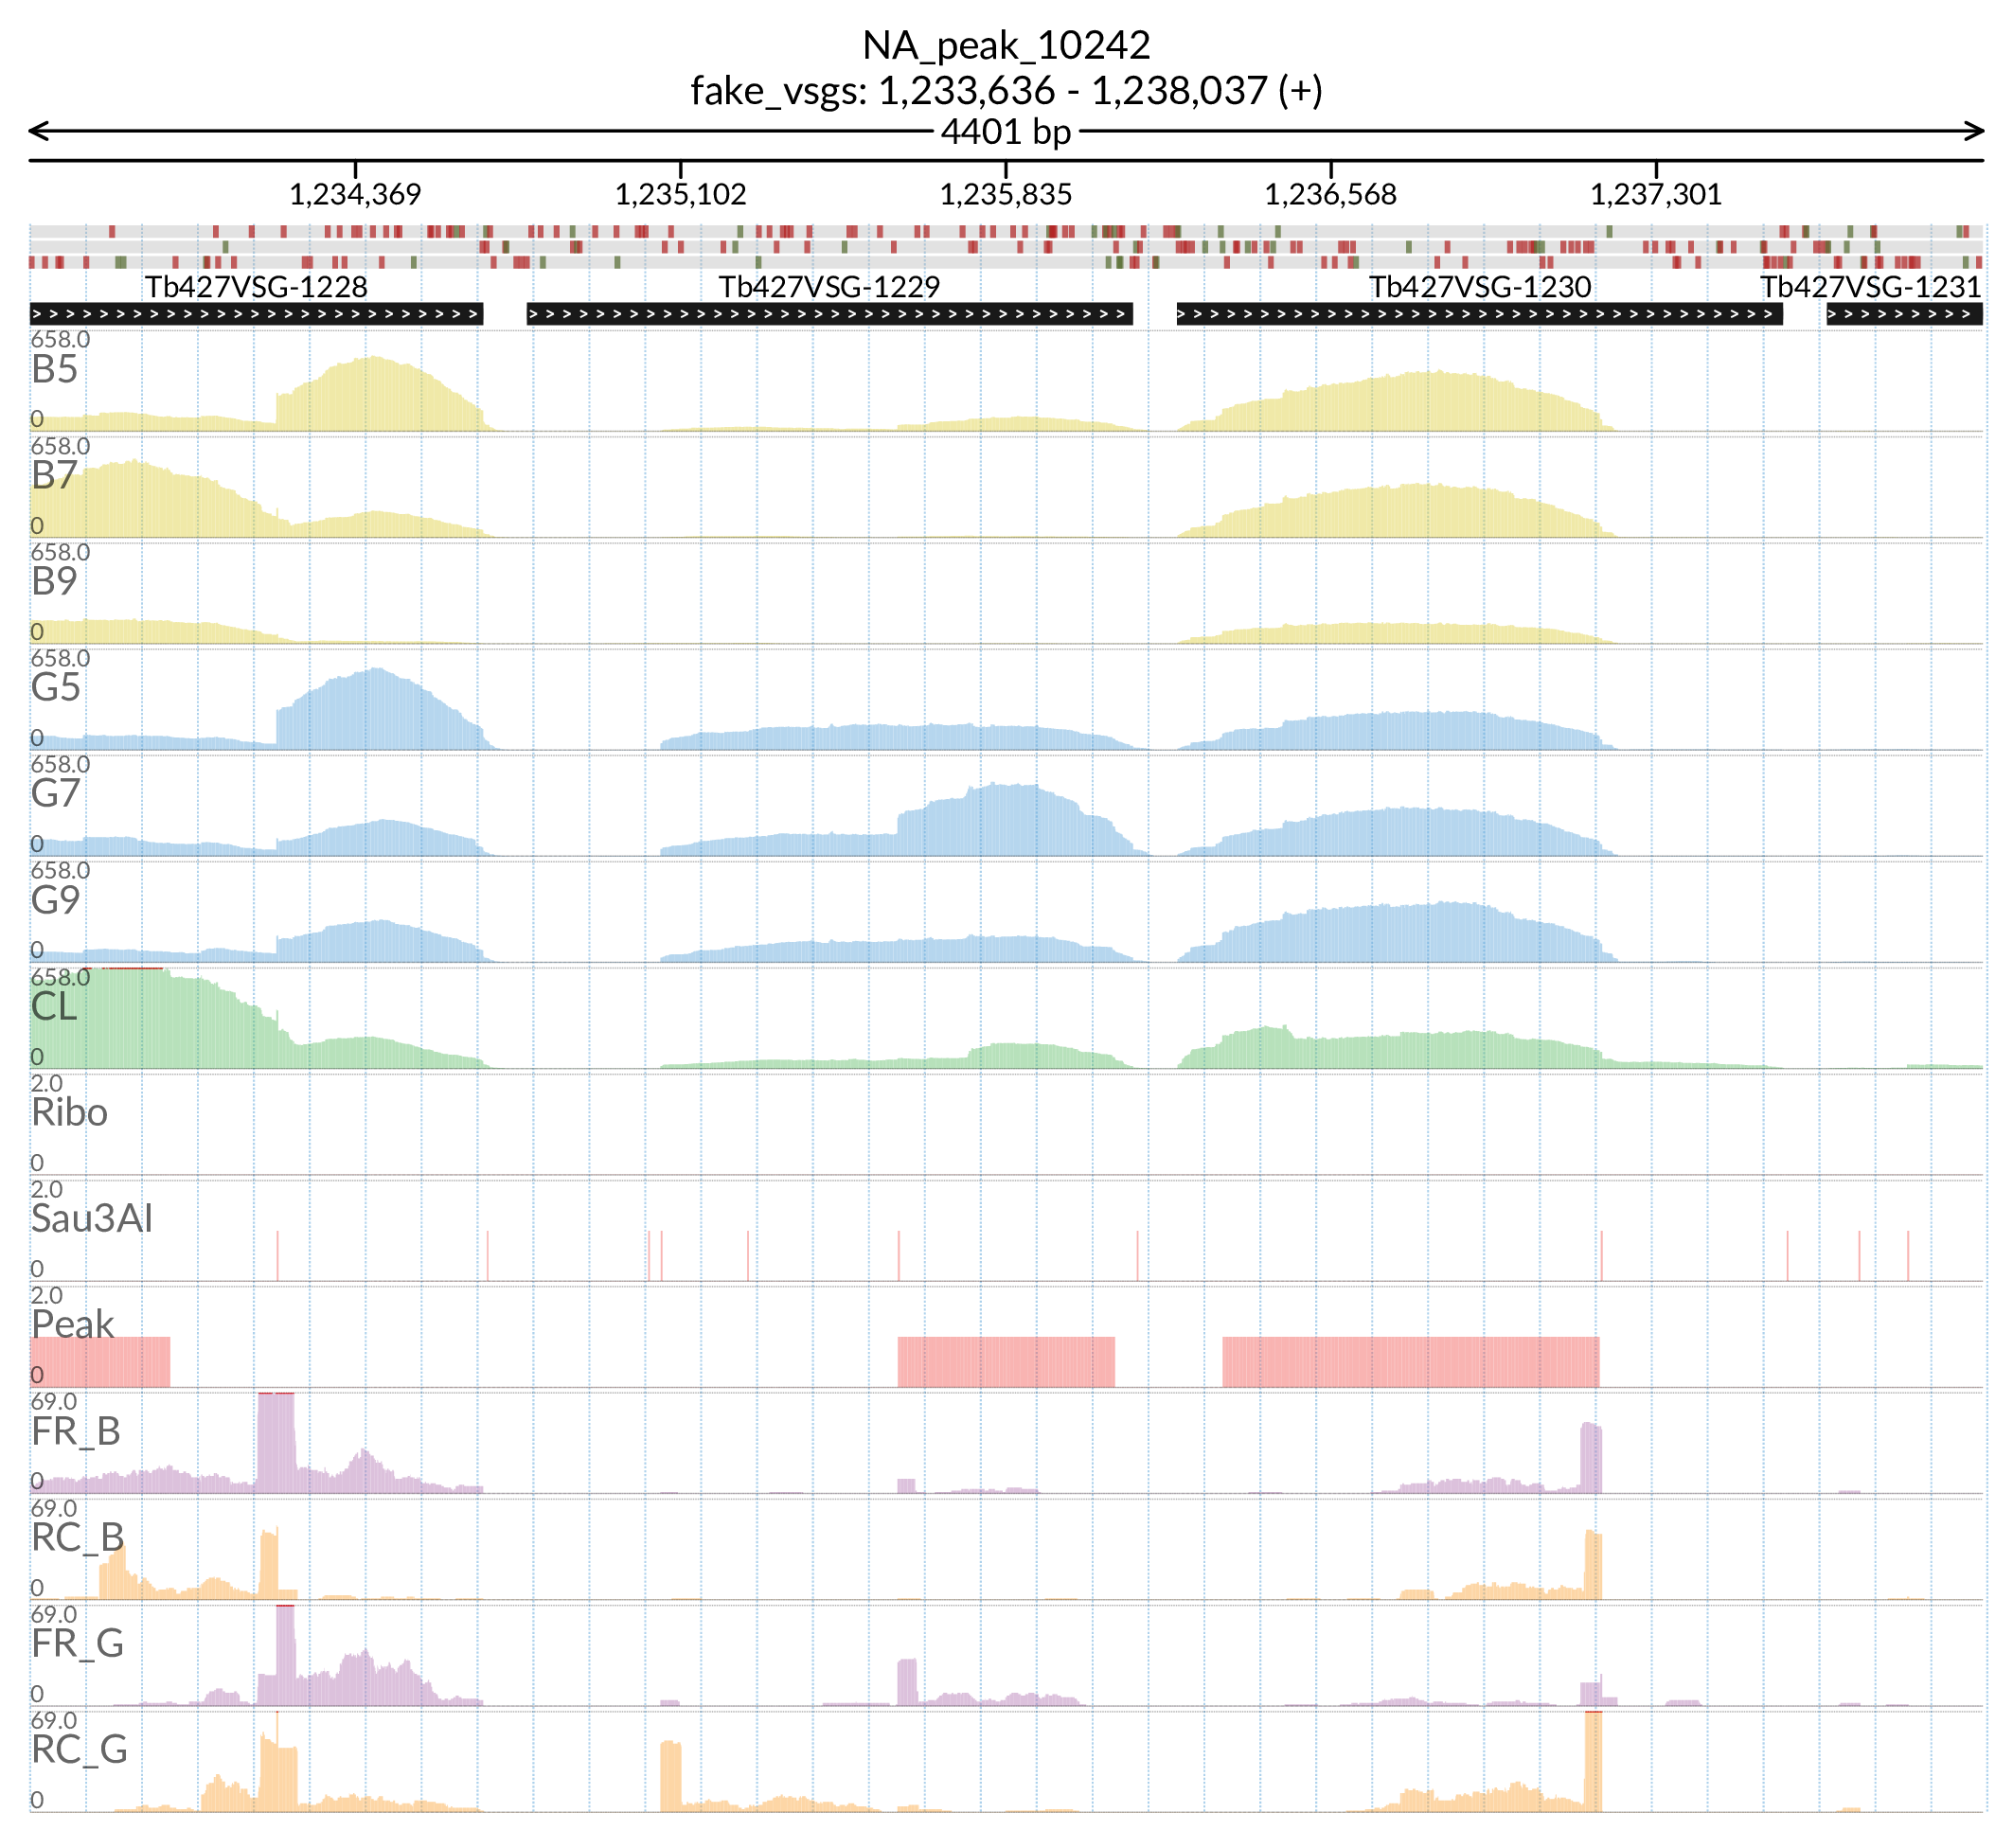 NA_peak_10242
fake_vsgs: 1,233,636 - 1,238,037 (+)
4401 bp
1,234,369 1,235,102 1,235,835 1,236,568 1,237,301
Tb427VSG-1228 Tb427VSG-1229 Tb427VSG-1230 Tb427VSG-1231
658.0
B5
0
658.0
B7
0
658.0
B9
0
658.0
G5
0
658.0
G7
0
658.0
G9
0
658.0
CL
0
2.0
Ribo
0
2.0
Sau3AI
0
2.0
Peak
0
69.0
FR_B
0
69.0
RC_B
0
69.0
FR_G
0
69.0
RC_G
0